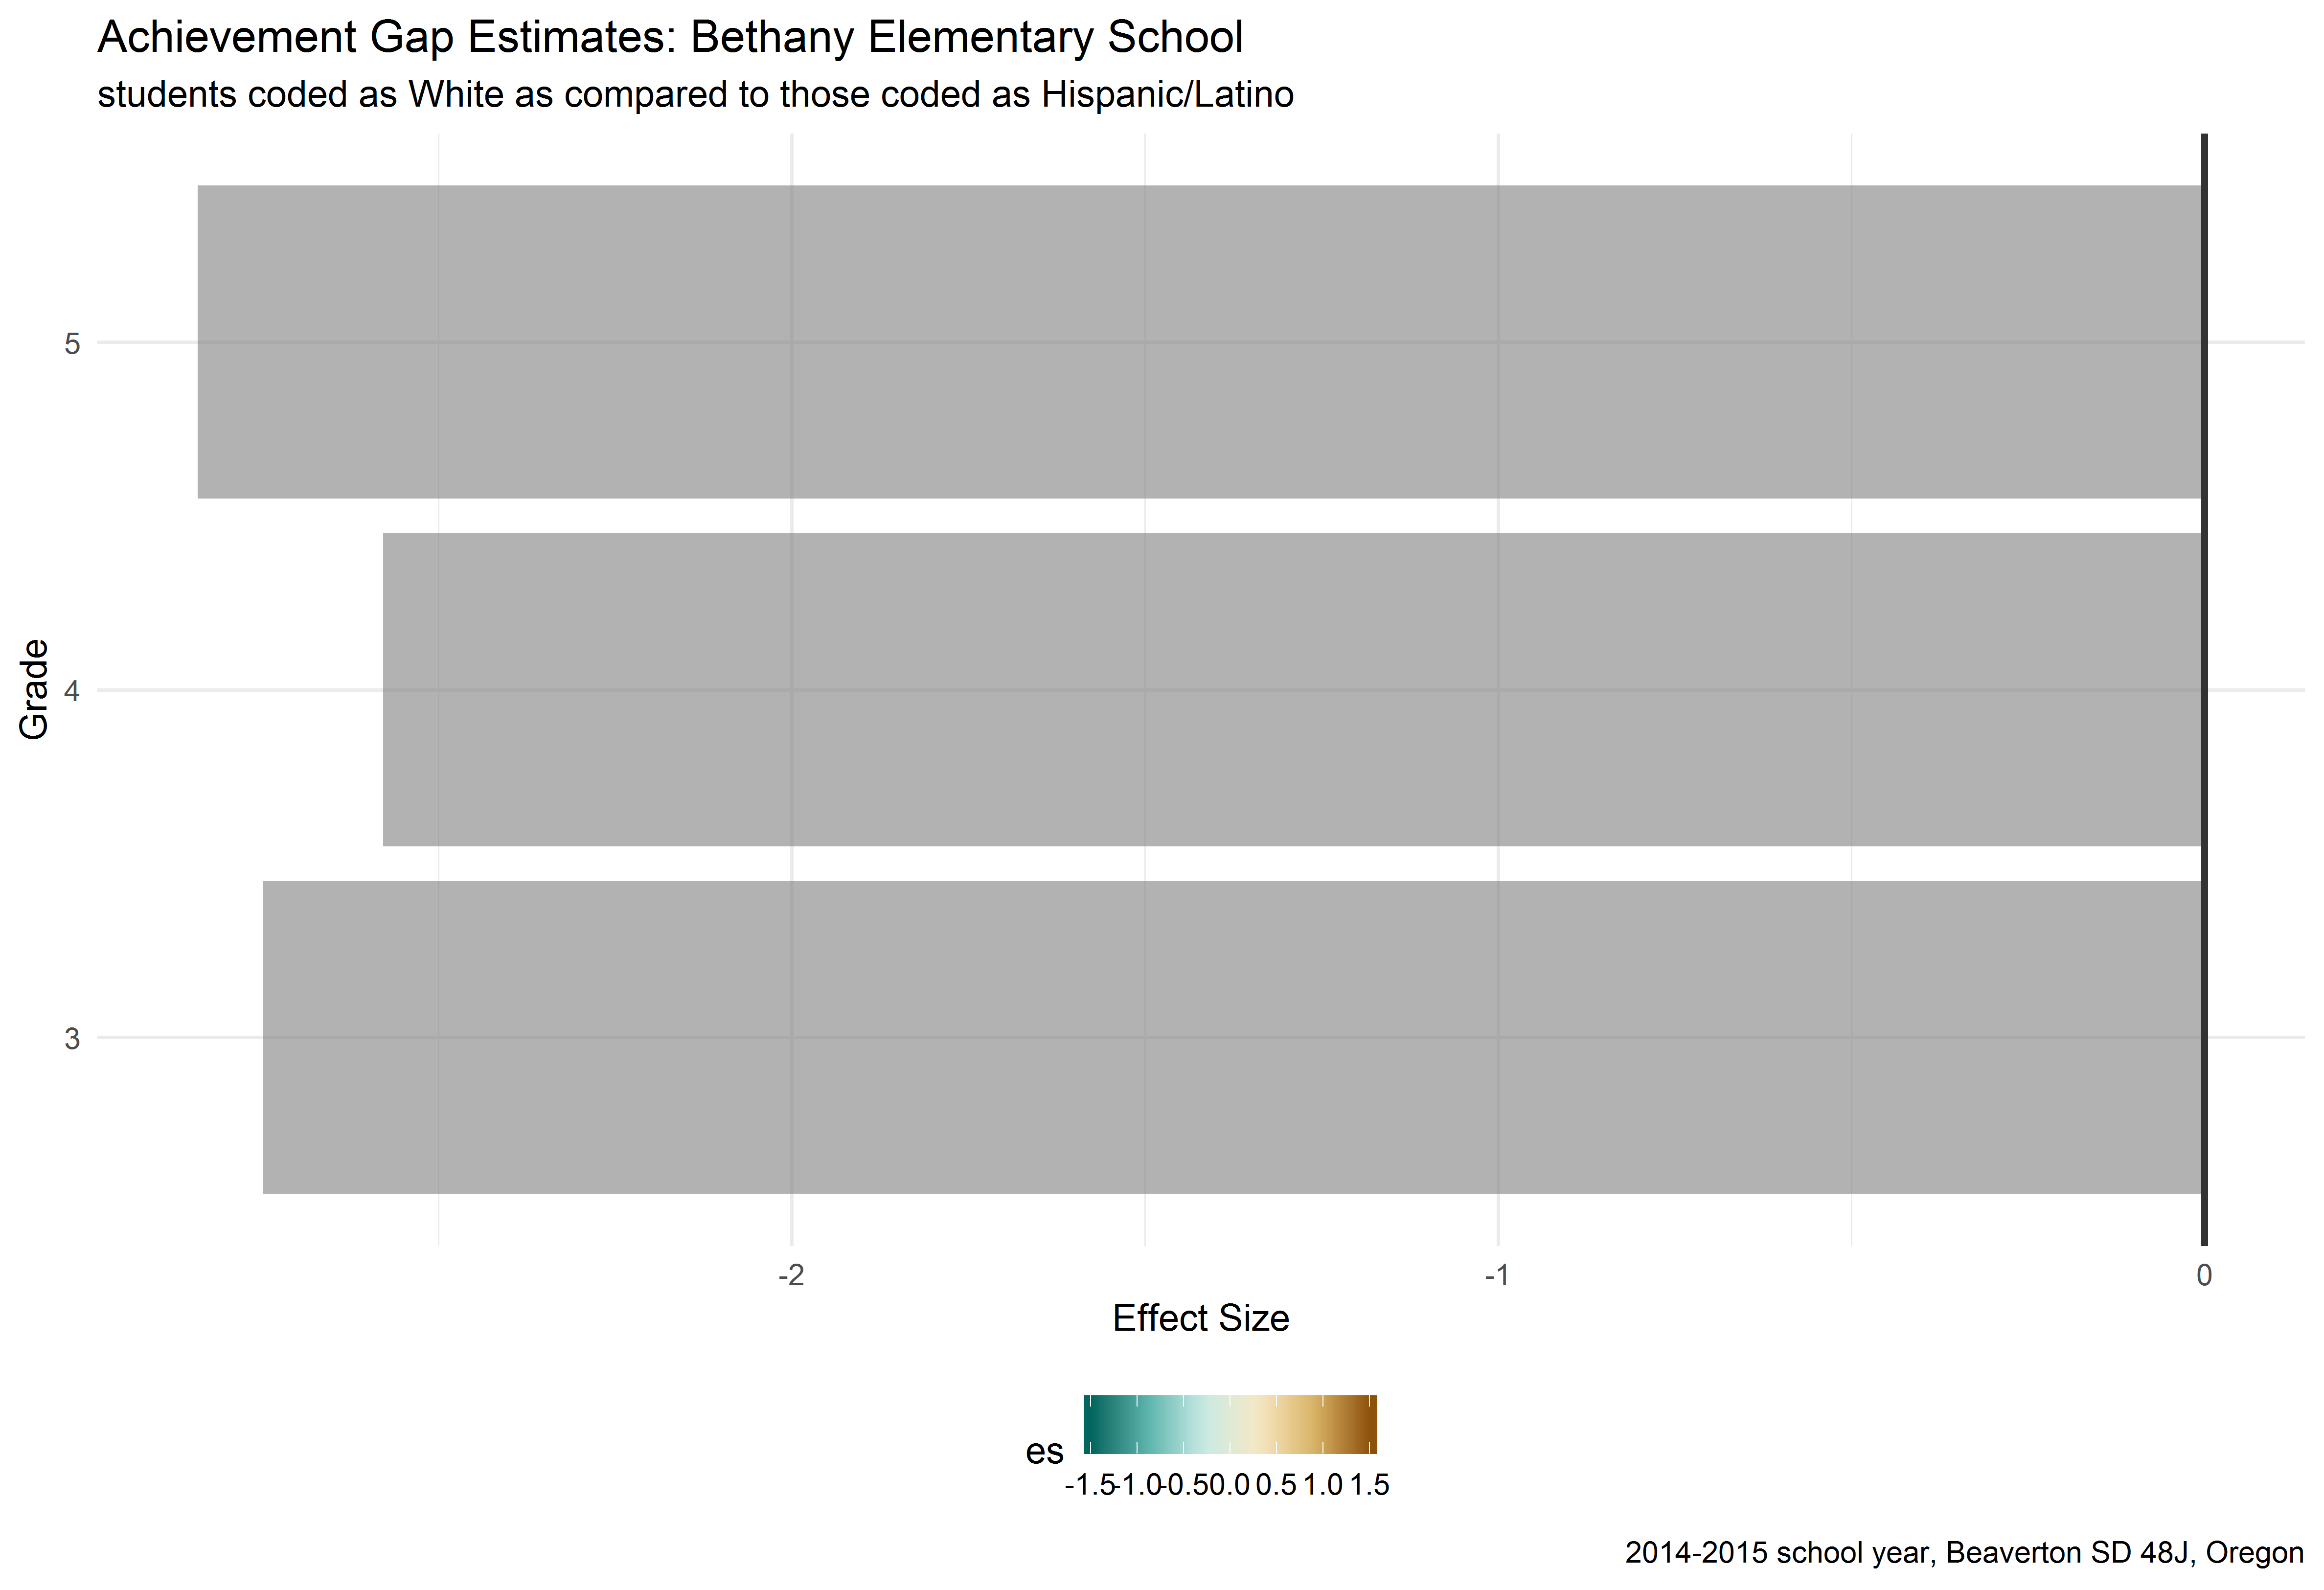 Achievement Gap Estimates: Bethany Elementary School
students coded as White as compared to those coded as Hispanic/Latino
Grade
5
4
3
-2 -1 0
Effect Size
es
-1.5 -1.0 -0.5 0.0 0.5 1.0 1.5
2014-2015 school year, Beaverton SD 48J, Oregon